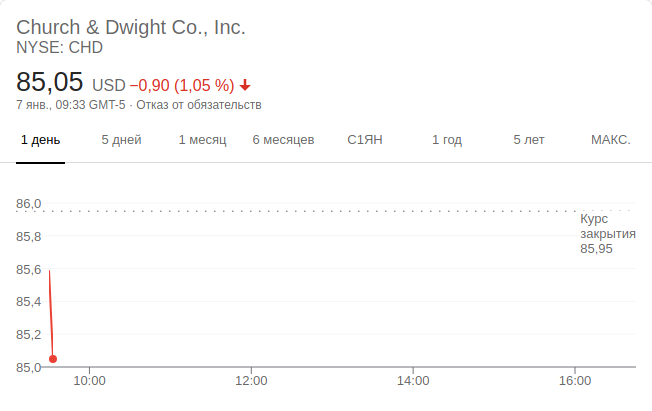 Church & Dwight Co., Inc.
NYSE: CHD
85,05 USD −0,90 (1,05 %)
7 янв., 09:33 GMT-5 · Отказ от обязательств
1 день 5 дней 1 месяц 6 месяцев С1ЯН 1 год 5 лет МАКС.
86,0
Курс
85,8
закрытия
85,95
85,6
85,4
85,2
85,0
10:00 12:00 14:00 16:00